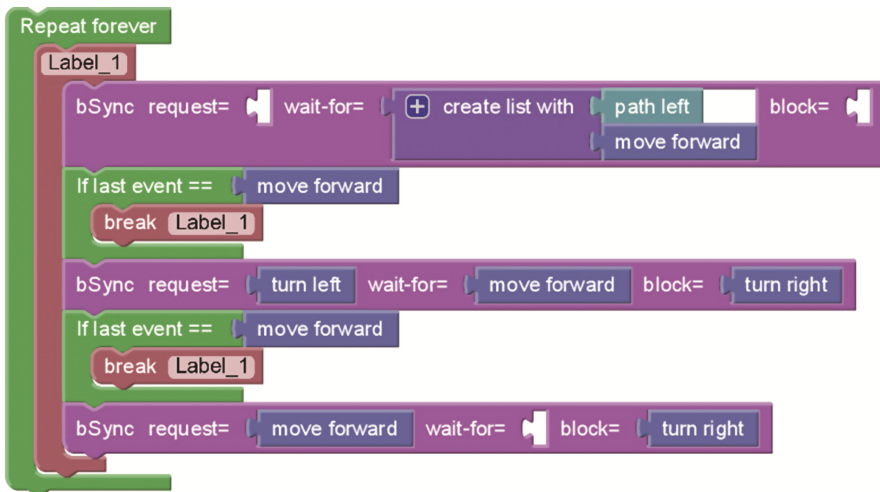 Repeat forever
Label_1
bSync request= wait-for= create list with path left block=
move forward
If last event == move forward
break Label_1
bSync request= turn left wait-for= move forward block= turn right
If last event == move forward
break Label_1
bSync request= move forward wait-for= block= turn right